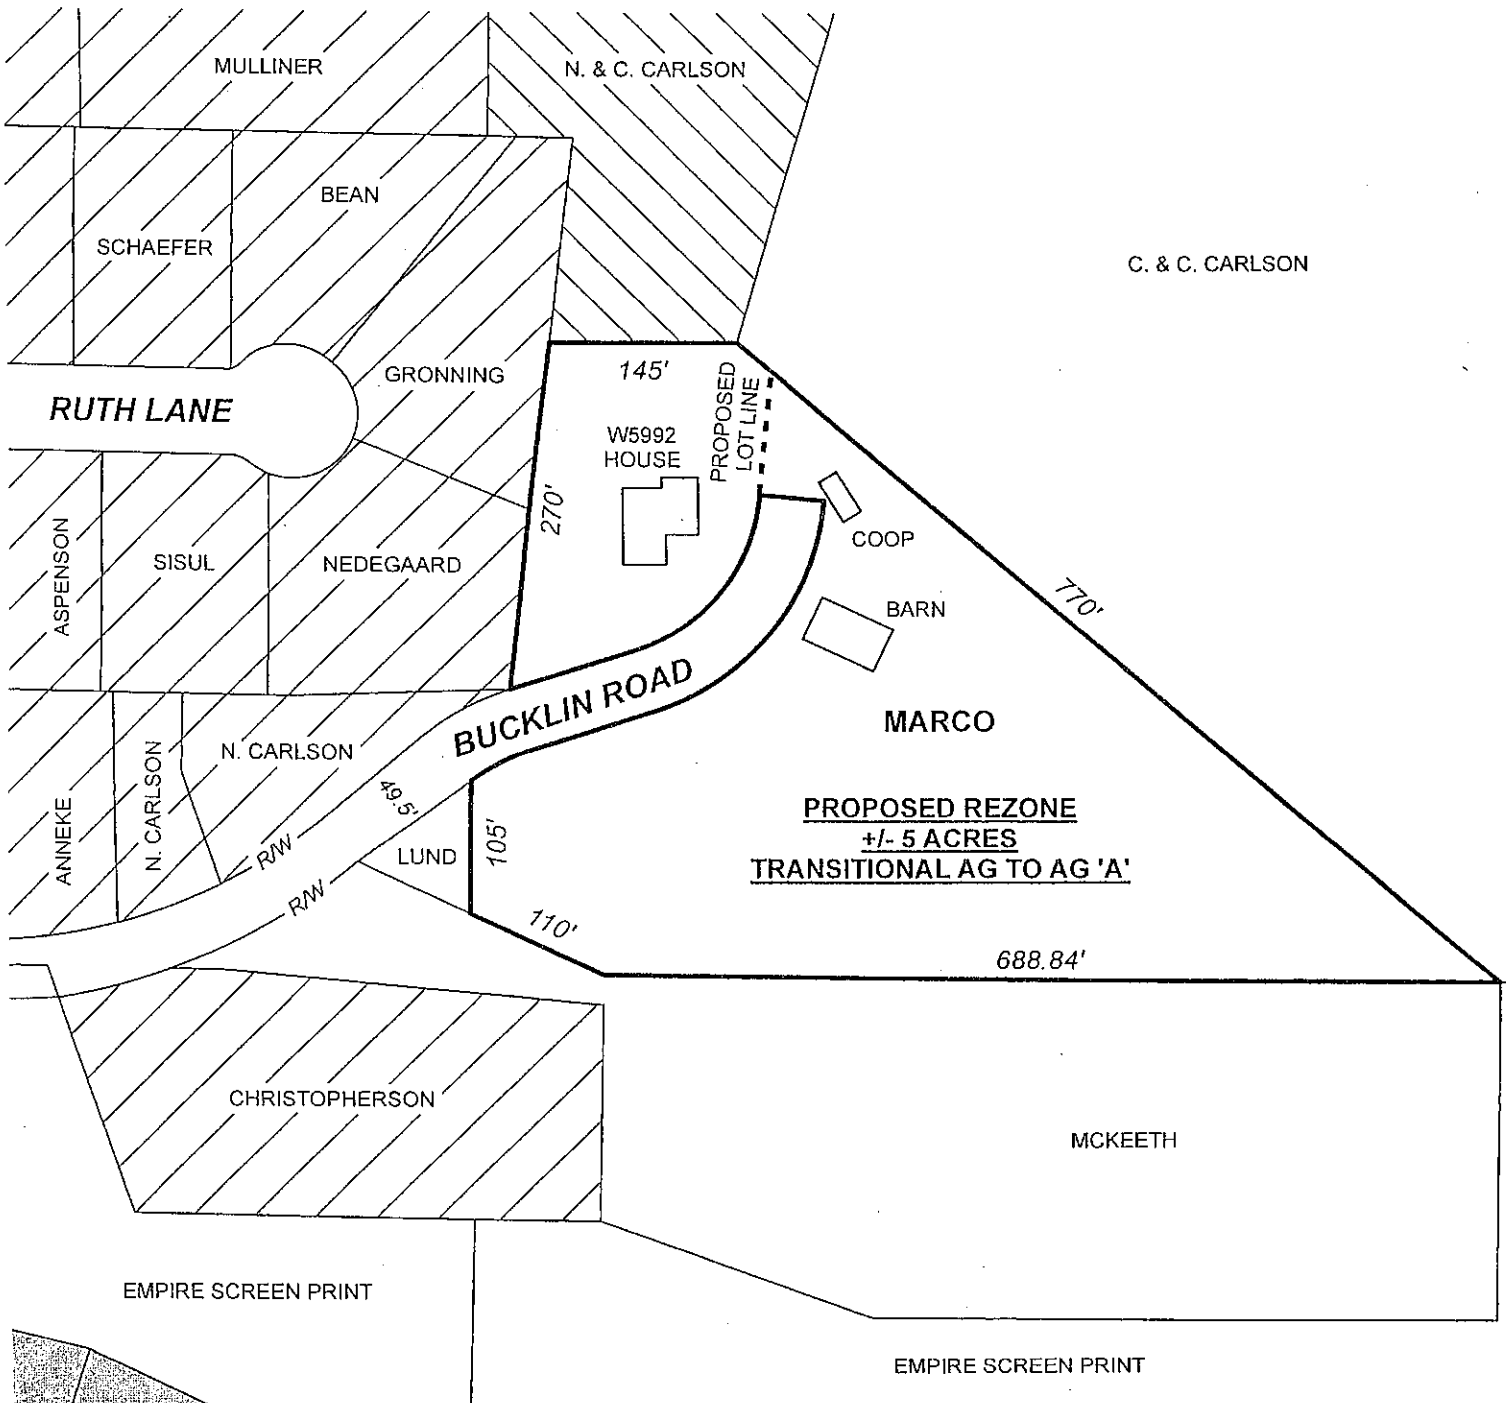 MULLINER
N. & C. CARLSON
BEAN
SCHAEFER
C. & C. CARLSON
GRONNING
145'
RUTH LANE
PROPOSED
LOT LINE
W5992
HOUSE
270'
COOP
ASPENSON
SISUL
NEDEGAARD
770'
BARN
BUCKLIN ROAD
MARCO
N. CARLSON
N. CARLSON
ANNEKE
49.5'
PROPOSED REZONE
+/- 5 ACRES
TRANSITIONAL AG TO AG 'A'
R/W
LUND
105'
R/W
110'
688.84'
CHRISTOPHERSON
MCKEETH
EMPIRE SCREEN PRINT
EMPIRE SCREEN PRINT